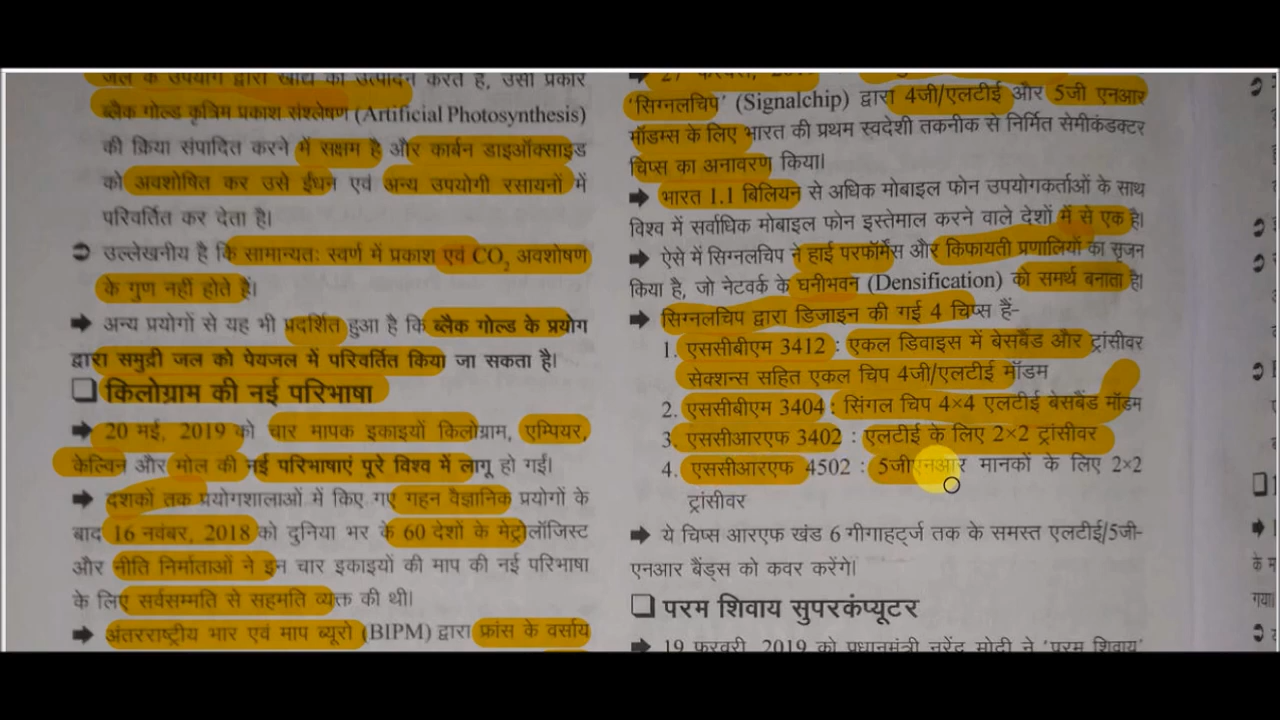 जल के उपयोग द्वारा खाद्य का उत्पादन करते हैं, उसी प्रकार
ब्लैक गोल्ड कृत्रिम प्रकाश संश्लेषण (Artificial Photosynthesis)
की क्रिया संपादित करने में सक्षम है और कार्बन डाइऑक्साइड
को अवशोषित कर उसे ईंधन एवं अन्य उपयोगी रसायनों में
परिवर्तित कर देता है।
➲ उल्लेखनीय है कि सामान्यतः स्वर्ण में प्रकाश एवं CO₂ अवशोषण
के गुण नहीं होते हैं।
➡ अन्य प्रयोगों से यह भी प्रदर्शित हुआ है कि ब्लैक गोल्ड के प्रयोग
द्वारा समुद्री जल को पेयजल में परिवर्तित किया जा सकता है।
❑ किलोग्राम की नई परिभाषा
➡ 20 मई, 2019 को चार मापक इकाइयों किलोग्राम, एम्पियर,
केल्विन और मोल की नई परिभाषाएं पूरे विश्व में लागू हो गईं।
➡ दशकों तक प्रयोगशालाओं में किए गए गहन वैज्ञानिक प्रयोगों के
बाद 16 नवंबर, 2018 को दुनिया भर के 60 देशों के मेट्रोलॉजिस्ट
और नीति निर्माताओं ने इन चार इकाइयों की माप की नई परिभाषा
के लिए सर्वसम्मति से सहमति व्यक्त की थी।
➡ अंतरराष्ट्रीय भार एवं माप ब्यूरो (BIPM) द्वारा फ्रांस के वर्साय
'सिग्नलचिप' (Signalchip) द्वारा 4जी/एलटीई और 5जी एनआर
मॉडम्स के लिए भारत की प्रथम स्वदेशी तकनीक से निर्मित सेमीकंडक्टर
चिप्स का अनावरण किया।
➡ भारत 1.1 बिलियन से अधिक मोबाइल फोन उपयोगकर्ताओं के साथ
विश्व में सर्वाधिक मोबाइल फोन इस्तेमाल करने वाले देशों में से एक है।
➡ ऐसे में सिग्नलचिप ने हाई परफॉर्मेंस और किफायती प्रणालियों का सृजन
किया है, जो नेटवर्क के घनीभवन (Densification) को समर्थ बनाता है।
➡ सिग्नलचिप द्वारा डिजाइन की गई 4 चिप्स हैं-
1. एससीबीएम 3412 : एकल डिवाइस में बेसबैंड और ट्रांसीवर
सेक्शन्स सहित एकल चिप 4जी/एलटीई मॉडम
2. एससीबीएम 3404 : सिंगल चिप 4×4 एलटीई बेसबैंड मॉडम
3. एससीआरएफ 3402 : एलटीई के लिए 2×2 ट्रांसीवर
4. एससीआरएफ 4502 : 5जीएनआर मानकों के लिए 2×2
ट्रांसीवर
➡ ये चिप्स आरएफ खंड 6 गीगाहर्ट्ज तक के समस्त एलटीई/5जी-
एनआर बैंड्स को कवर करेंगी।
❑ परम शिवाय सुपरकंप्यूटर
➡ 19 फरवरी, 2019 को प्रधानमंत्री नरेंद्र मोदी ने 'परम शिवाय'